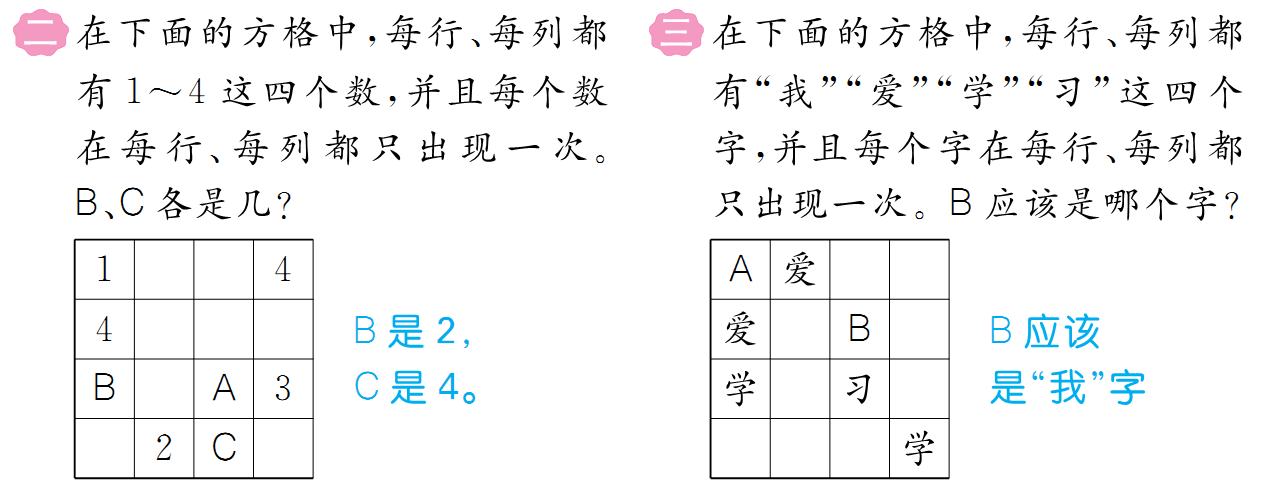 二 在下面的方格中，每行、每列都
有 1～4 这四个数，并且每个数
在每行、每列都只出现一次。
B、C 各是几？
1 4
4
B A 3
2 C
B 是 2，
C 是 4。
三 在下面的方格中，每行、每列都
有“我”“爱”“学”“习”这四个
字，并且每个字在每行、每列都
只出现一次。B 应该是哪个字？
A 爱
爱 B
学 习
学
B 应该
是“我”字